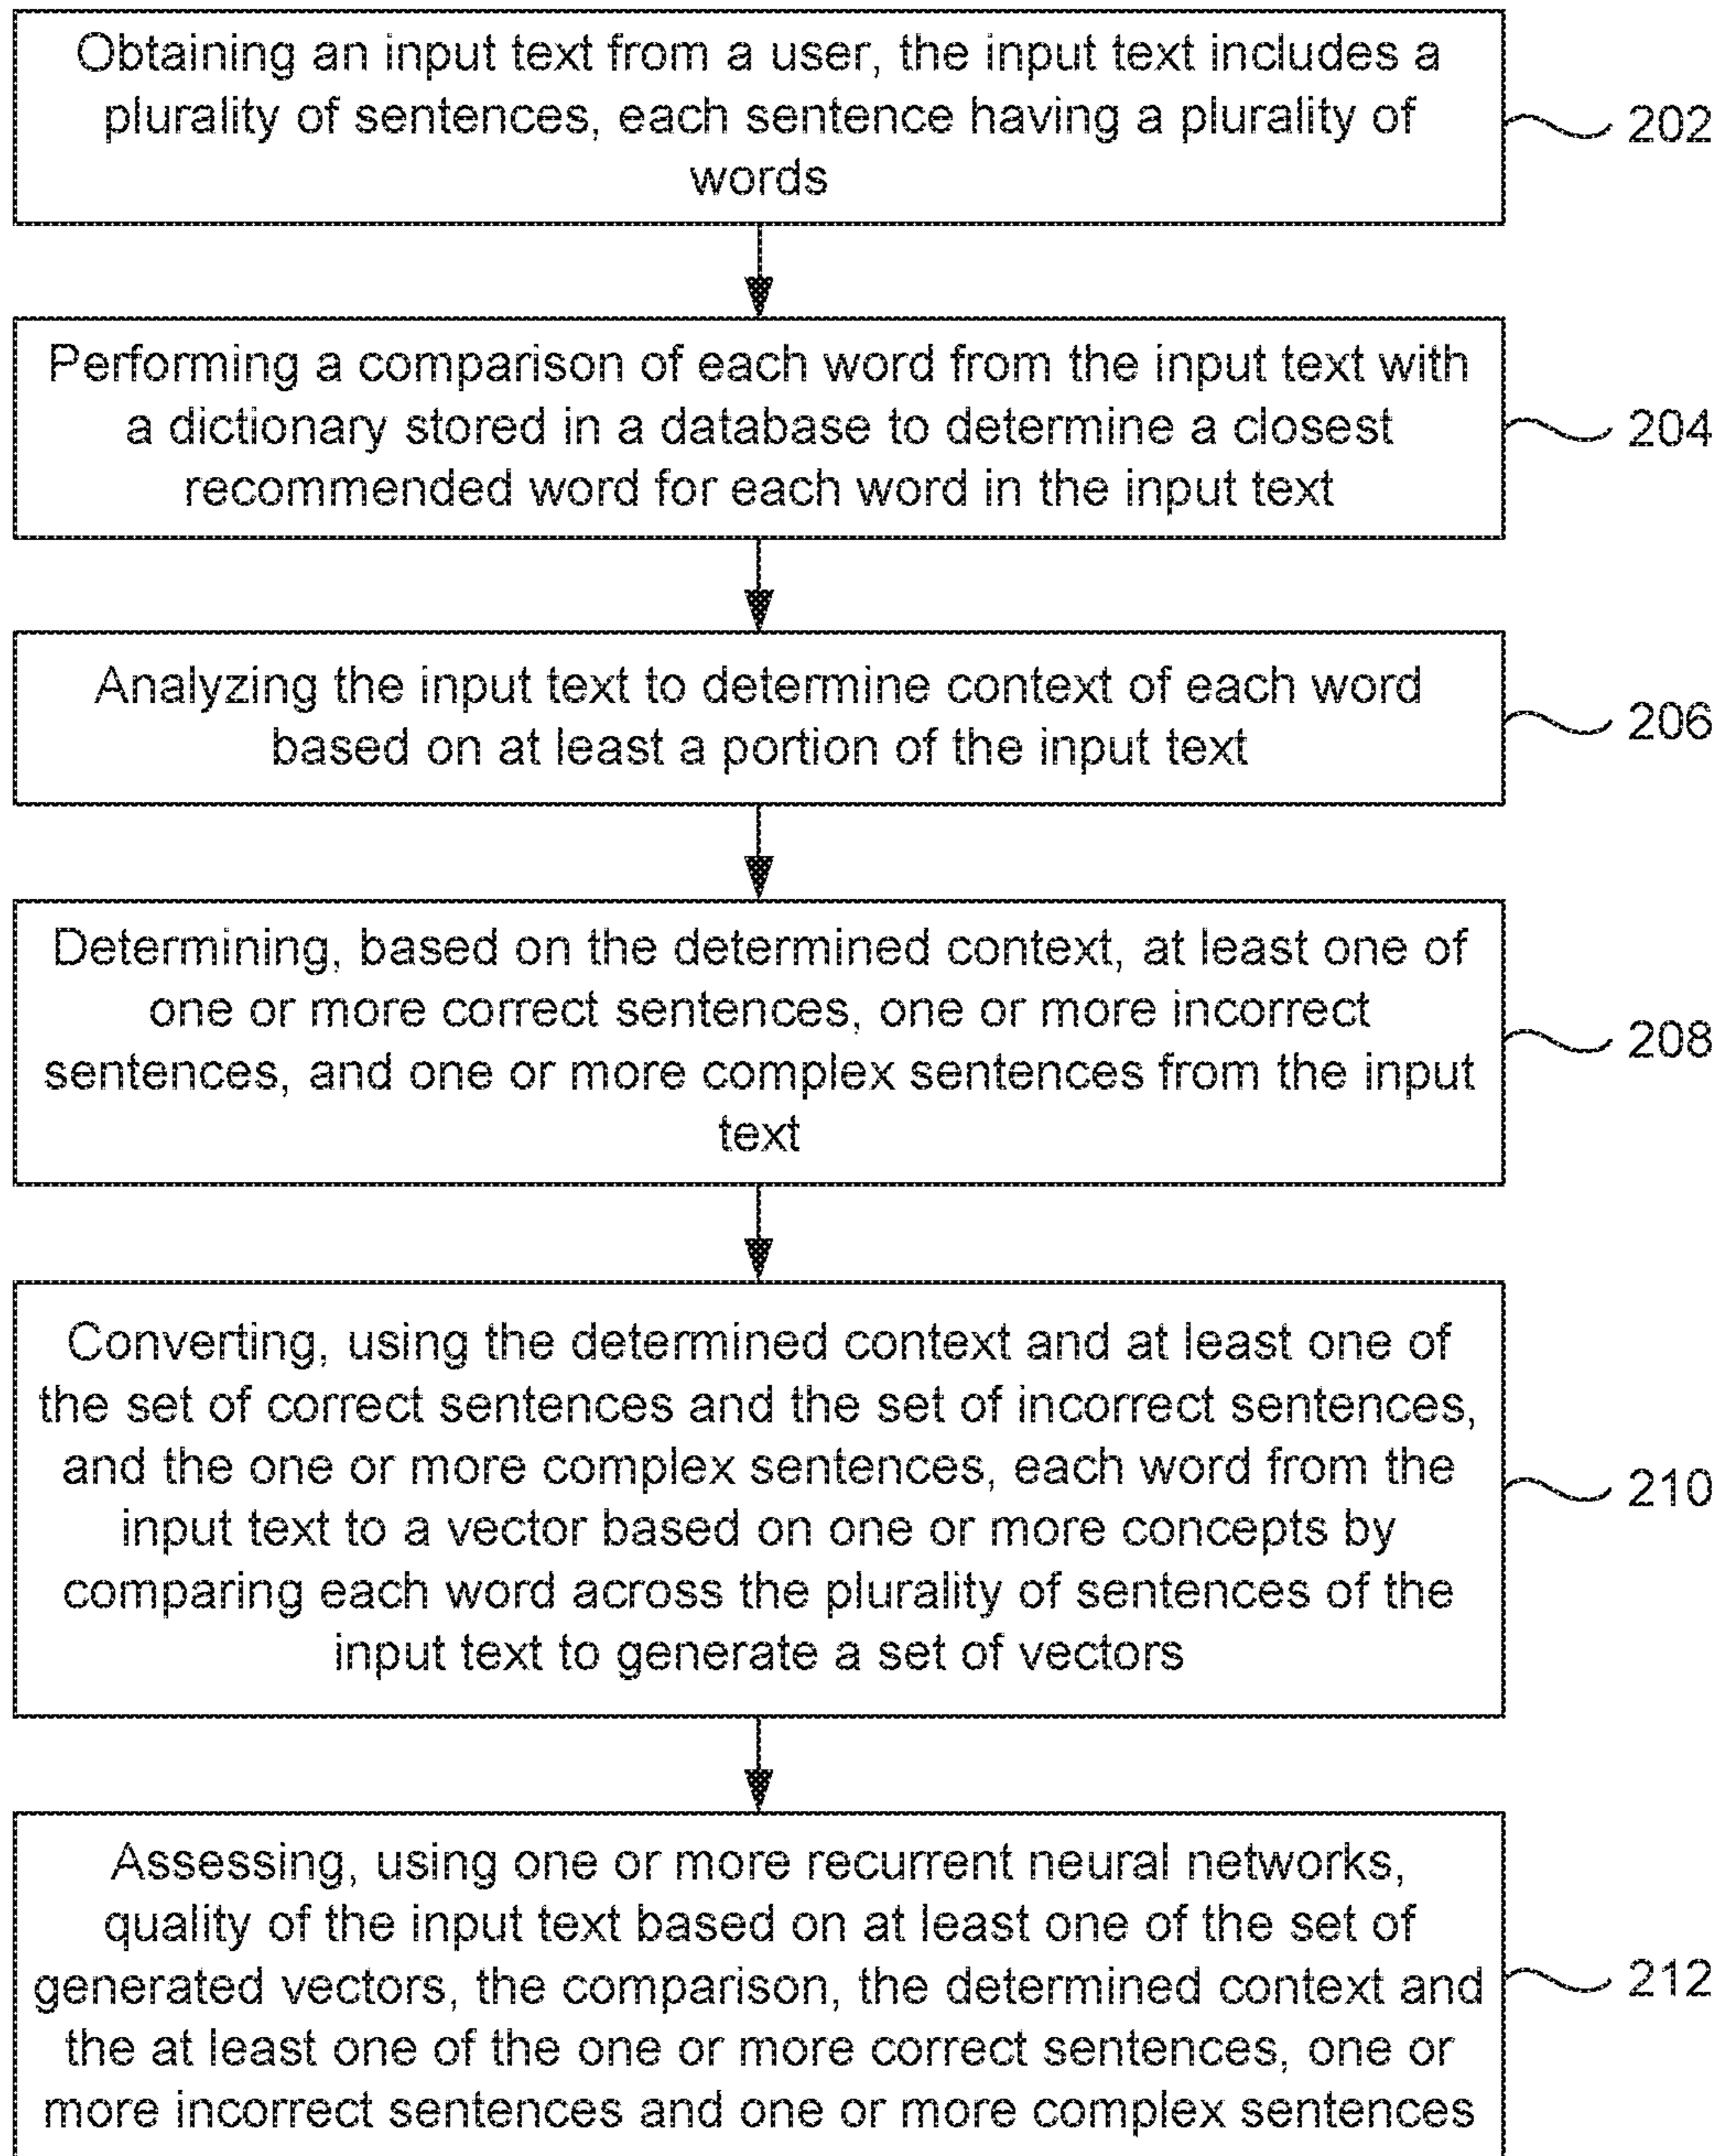 Obtaining an input text from a user, the input text includes a
plurality of sentences, each sentence having a plurality of
words
202
Performing a comparison of each word from the input text with
a dictionary stored in a database to determine a closest
recommended word for each word in the input text
204
Analyzing the input text to determine context of each word
based on at least a portion of the input text
206
Determining, based on the determined context, at least one of
one or more correct sentences, one or more incorrect
sentences, and one or more complex sentences from the input
text
208
Converting, using the determined context and at least one of
the set of correct sentences and the set of incorrect sentences,
and the one or more complex sentences, each word from the
input text to a vector based on one or more concepts by
comparing each word across the plurality of sentences of the
input text to generate a set of vectors
210
Assessing, using one or more recurrent neural networks,
quality of the input text based on at least one of the set of
generated vectors, the comparison, the determined context and
the at least one of the one or more correct sentences, one or
more incorrect sentences and one or more complex sentences
212